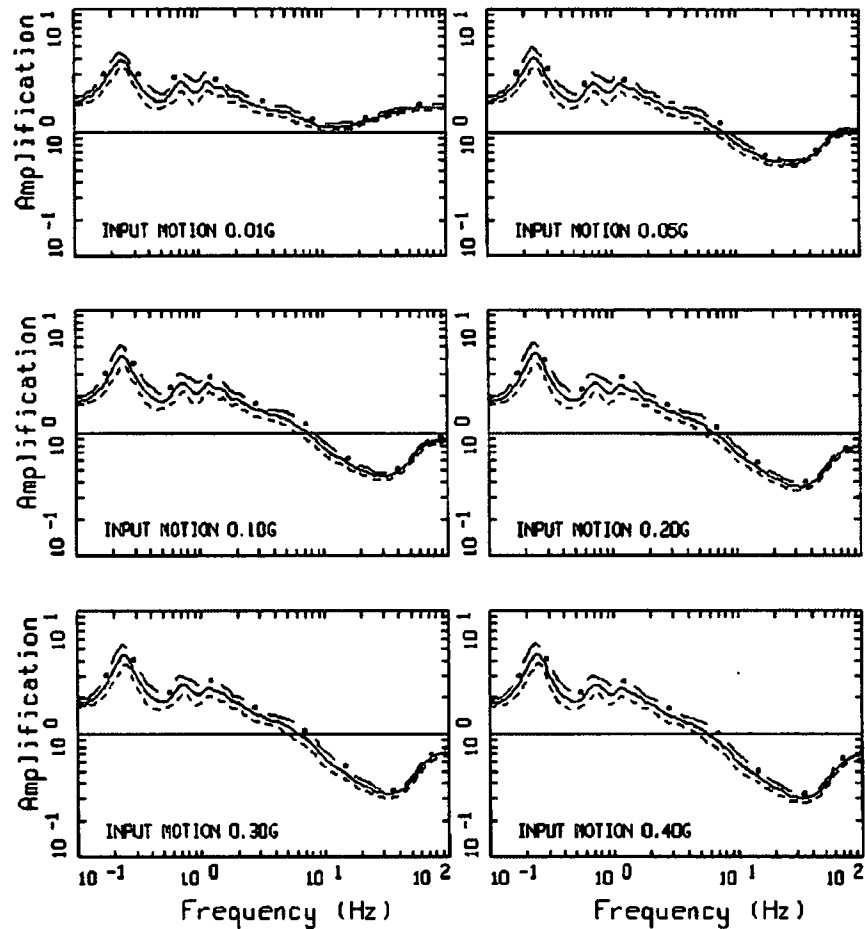 Amplification
10^1
10^0
10^-1
INPUT MOTION 0.01G
10^1
10^0
10^-1
INPUT MOTION 0.05G
Amplification
10^1
10^0
10^-1
INPUT MOTION 0.10G
10^1
10^0
10^-1
INPUT MOTION 0.20G
Amplification
10^1
10^0
10^-1
INPUT MOTION 0.30G
10^1
10^0
10^-1
INPUT MOTION 0.40G
10^-1 10^0 10^1 10^2
10^-1 10^0 10^1 10^2
Frequency (Hz)
Frequency (Hz)